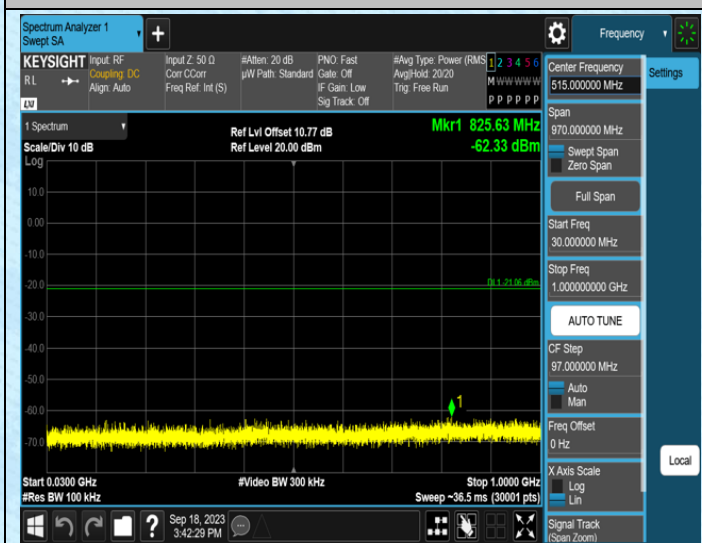 Spectrum Analyzer 1
Swept SA
+
Frequency
KEYSIGHT
R L
LXI
Input: RF
Coupling: DC
Align: Auto
Input Z: 50 Ω
Corr CCorr
Freq Ref: Int (S)
#Atten: 20 dB
µW Path: Standard
PNO: Fast
Gate: Off
IF Gain: Low
Sig Track: Off
#Avg Type: Power (RMS
Avg|Hold: 20/20
Trig: Free Run
1 2 3 4 5 6
M W W W W W
P P P P P P
1 Spectrum
Scale/Div 10 dB
Log
Ref Lvl Offset 10.77 dB
Ref Level 20.00 dBm
Mkr1 825.63 MHz
-62.33 dBm
10.0
0.00
-10.0
-20.0
DL1 -21.06 dBm
-30.0
-40.0
-50.0
-60.0
1
-70.0
Start 0.0300 GHz
#Res BW 100 kHz
#Video BW 300 kHz
Stop 1.0000 GHz
Sweep ~36.5 ms (30001 pts)
?
Sep 18, 2023
3:42:29 PM
Center Frequency
515.000000 MHz
Span
970.000000 MHz
Swept Span
Zero Span
Full Span
Start Freq
30.000000 MHz
Stop Freq
1.000000000 GHz
AUTO TUNE
CF Step
97.000000 MHz
Auto
Man
Freq Offset
0 Hz
X Axis Scale
Log
Lin
Signal Track
(Span Zoom)
Settings
Local